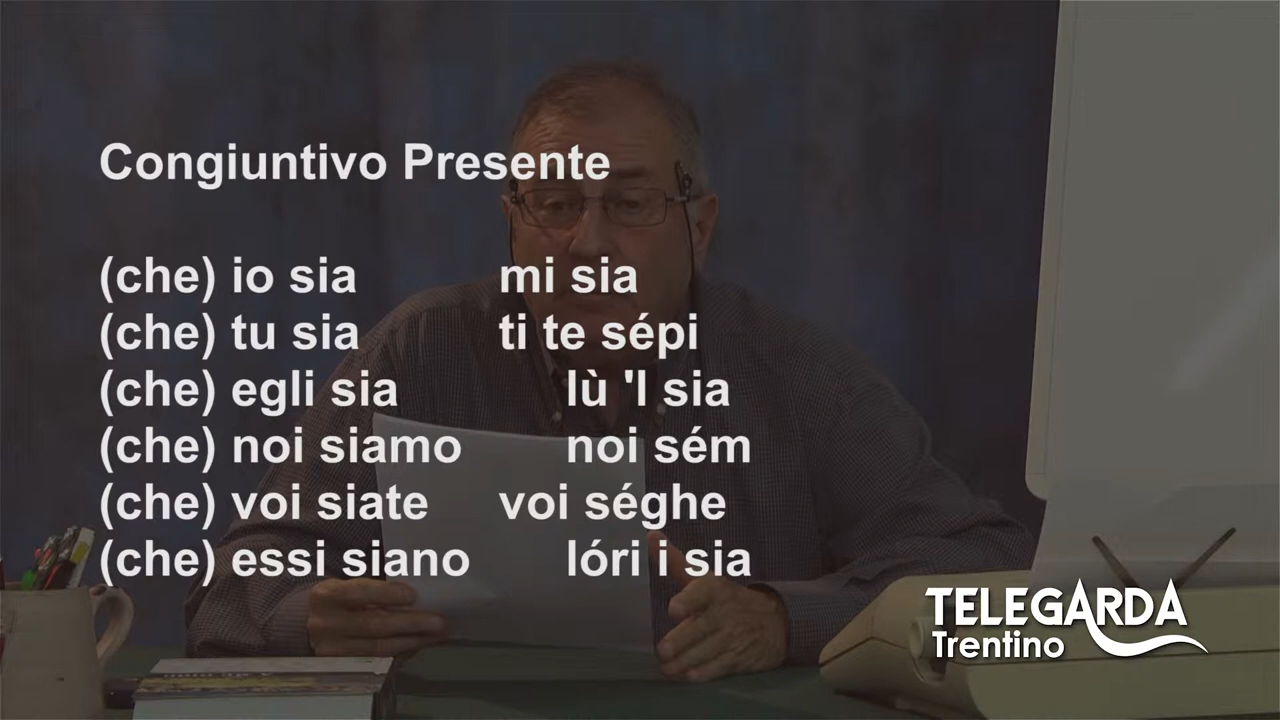 Congiuntivo Presente
(che) io sia mi sia
(che) tu sia ti te sépi
(che) egli sia lù 'l sia
(che) noi siamo noi sém
(che) voi siate voi séghe
(che) essi siano lóri i sia
TELEGARDA
Trentino